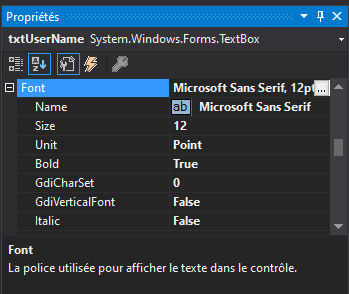 Propriétés
txtUserName System.Windows.Forms.TextBox
Font Microsoft Sans Serif, 12pt ...
Name ab Microsoft Sans Serif
Size 12
Unit Point
Bold True
GdiCharSet 0
GdiVerticalFont False
Italic False
Font
La police utilisée pour afficher le texte dans le contrôle.